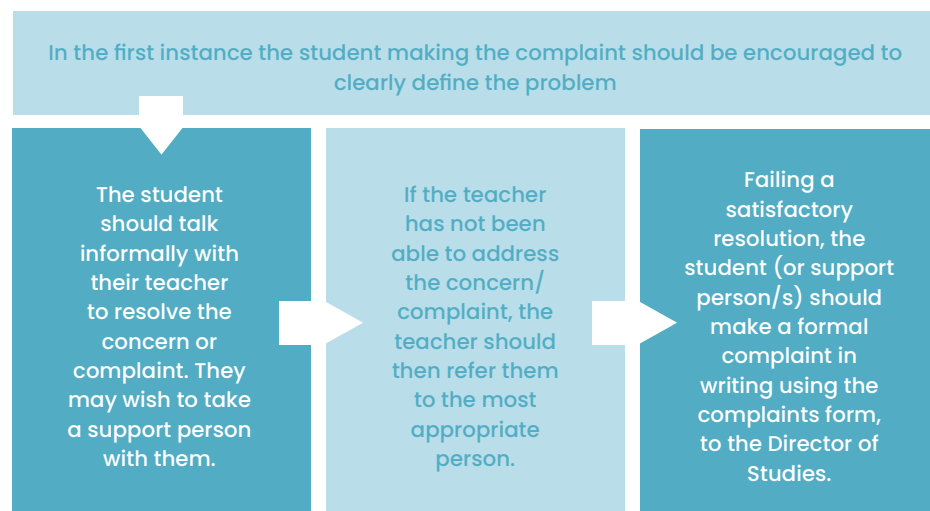 In the first instance the student making the complaint should be encouraged to
clearly define the problem
The student
should talk
informally with
their teacher
to resolve the
concern or
complaint. They
may wish to take
a support person
with them.
If the teacher
has not been
able to address
the concern/
complaint, the
teacher should
then refer them
to the most
appropriate
person.
Failing a
satisfactory
resolution, the
student (or support
person/s) should
make a formal
complaint in
writing using the
complaints form,
to the Director of
Studies.